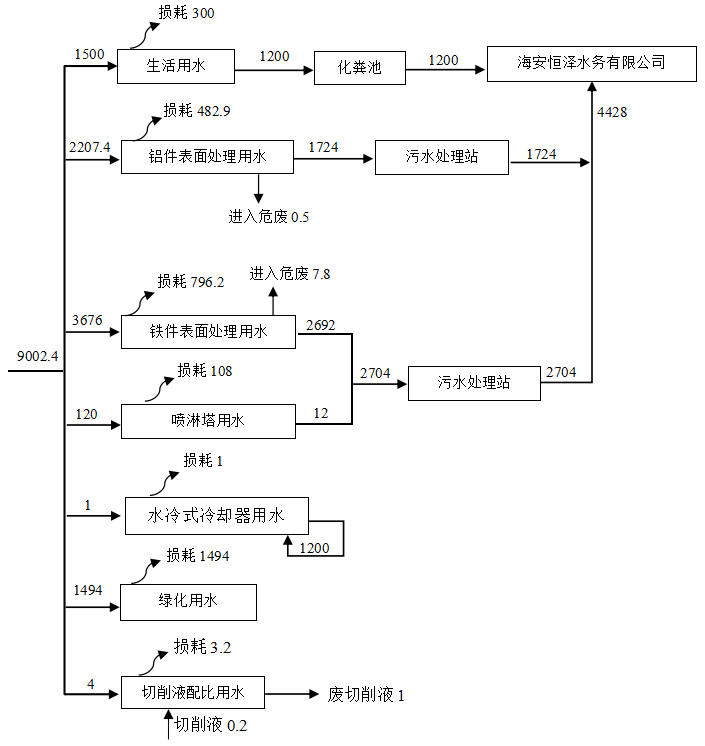 损耗 300
1500
生活用水
1200
化粪池
1200
海安恒泽水务有限公司
4428
损耗 482.9
2207.4
铝件表面处理用水
1724
污水处理站
1724
进入危废 0.5
损耗 796.2
进入危废 7.8
3676
铁件表面处理用水
2692
9002.4
损耗 108
2704
污水处理站
2704
120
喷淋塔用水
12
损耗 1
1
水冷式冷却器用水
1200
损耗 1494
1494
绿化用水
损耗 3.2
4
切削液配比用水
废切削液 1
切削液 0.2